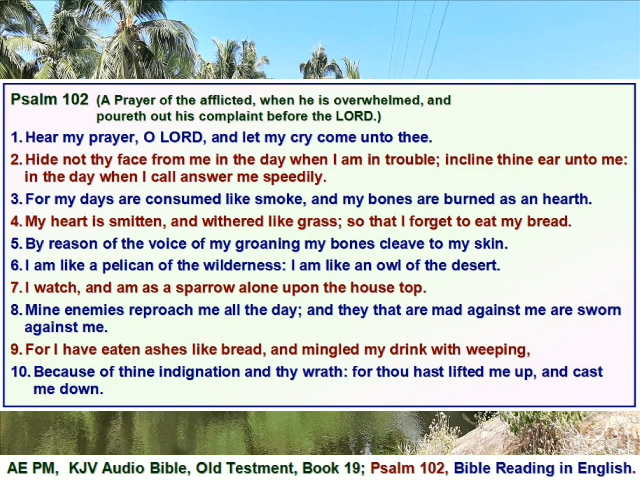 Psalm 102 (A Prayer of the afflicted, when he is overwhelmed, and
poureth out his complaint before the LORD.)
1. Hear my prayer, O LORD, and let my cry come unto thee.
2. Hide not thy face from me in the day when I am in trouble; incline thine ear unto me:
in the day when I call answer me speedily.
3. For my days are consumed like smoke, and my bones are burned as an hearth.
4. My heart is smitten, and withered like grass; so that I forget to eat my bread.
5. By reason of the voice of my groaning my bones cleave to my skin.
6. I am like a pelican of the wilderness: I am like an owl of the desert.
7. I watch, and am as a sparrow alone upon the house top.
8. Mine enemies reproach me all the day; and they that are mad against me are sworn
against me.
9. For I have eaten ashes like bread, and mingled my drink with weeping,
10. Because of thine indignation and thy wrath: for thou hast lifted me up, and cast
me down.
AE PM, KJV Audio Bible, Old Testment, Book 19; Psalm 102, Bible Reading in English.